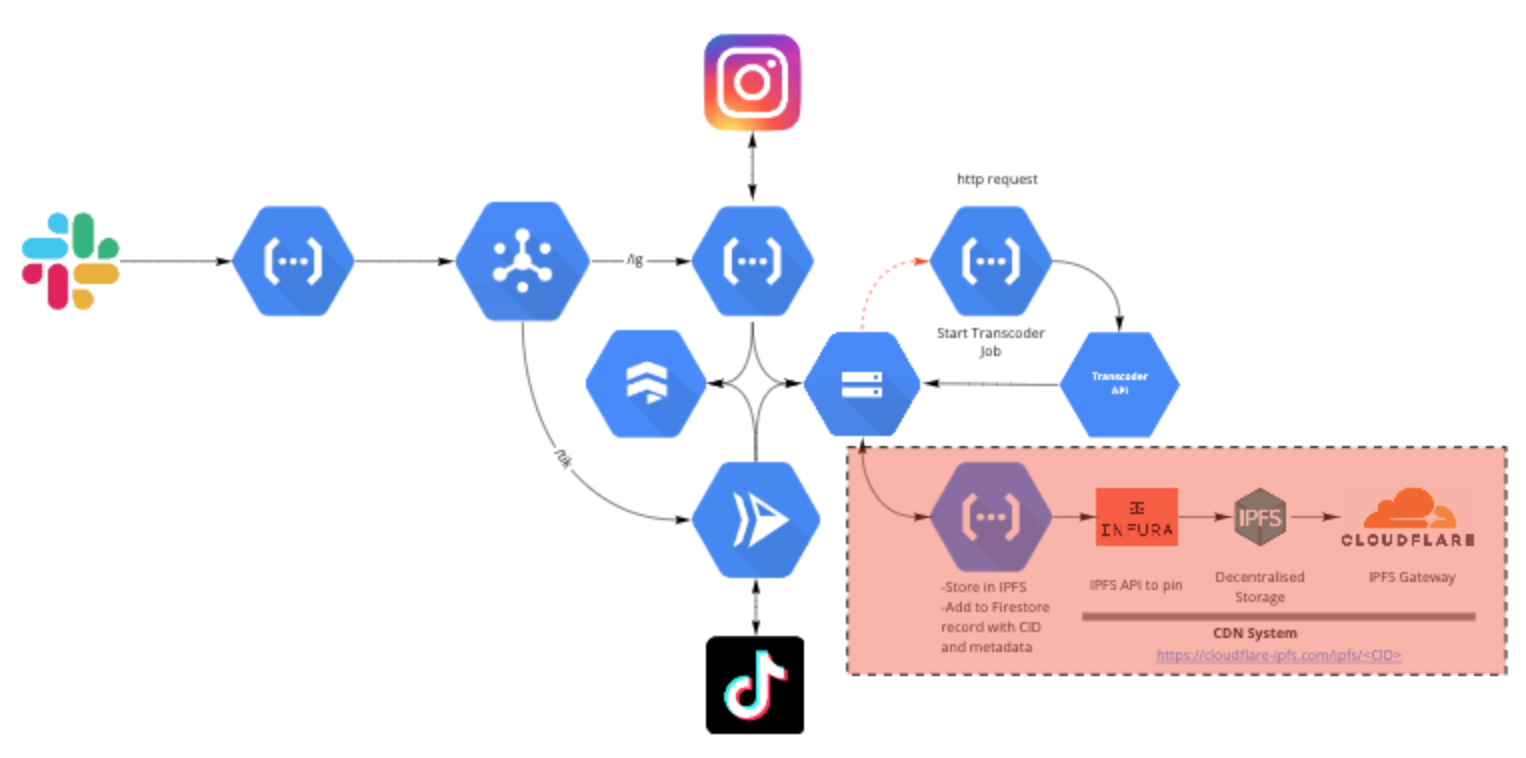 http request
/ig
Start Transcoder
Job
Transcoder
API
/tik
INFURA
IPFS
CLOUDFLARE
-Store in IPFS
-Add to Firestore
record with CID
and metadata
IPFS API to pin
Decentralised
Storage
IPFS Gateway
CDN System
https://cloudflare-ipfs.com/ipfs/<CID>